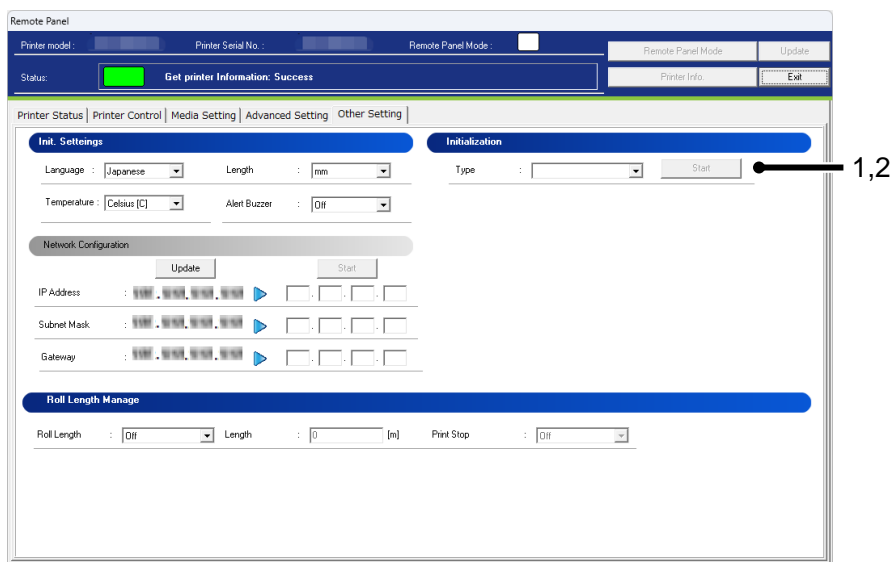 Remote Panel
Printer model : Printer Serial No. : Remote Panel Mode : Remote Panel Mode Update
Status: Get printer Information: Success Printer Info. Exit
Printer Status Printer Control Media Setting Advanced Setting Other Setting
Init. Setteings Initialization
Language : Japanese Length : mm Type : Start 1,2
Temperature : Celsius [C] Alert Buzzer : Off
Network Configuration
Update Start
IP Address : . . . . . .
Subnet Mask : . . . . . .
Gateway : . . . . . .
Roll Length Manage
Roll Length : Off Length : 0 [m] Print Stop : Off